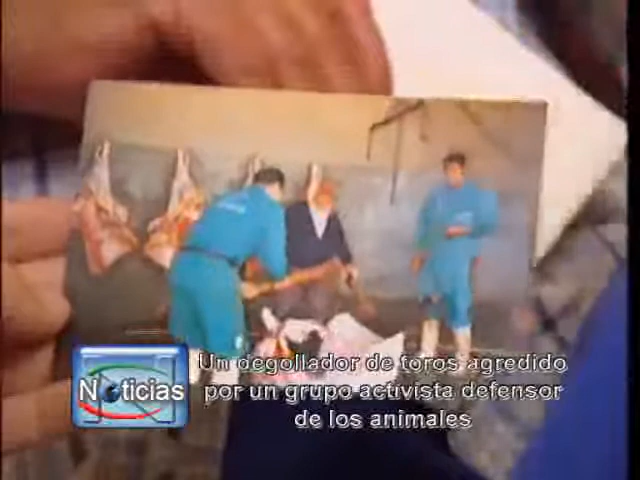 Noticias
Un degollador de toros agredido
por un grupo activista defensor
de los animales